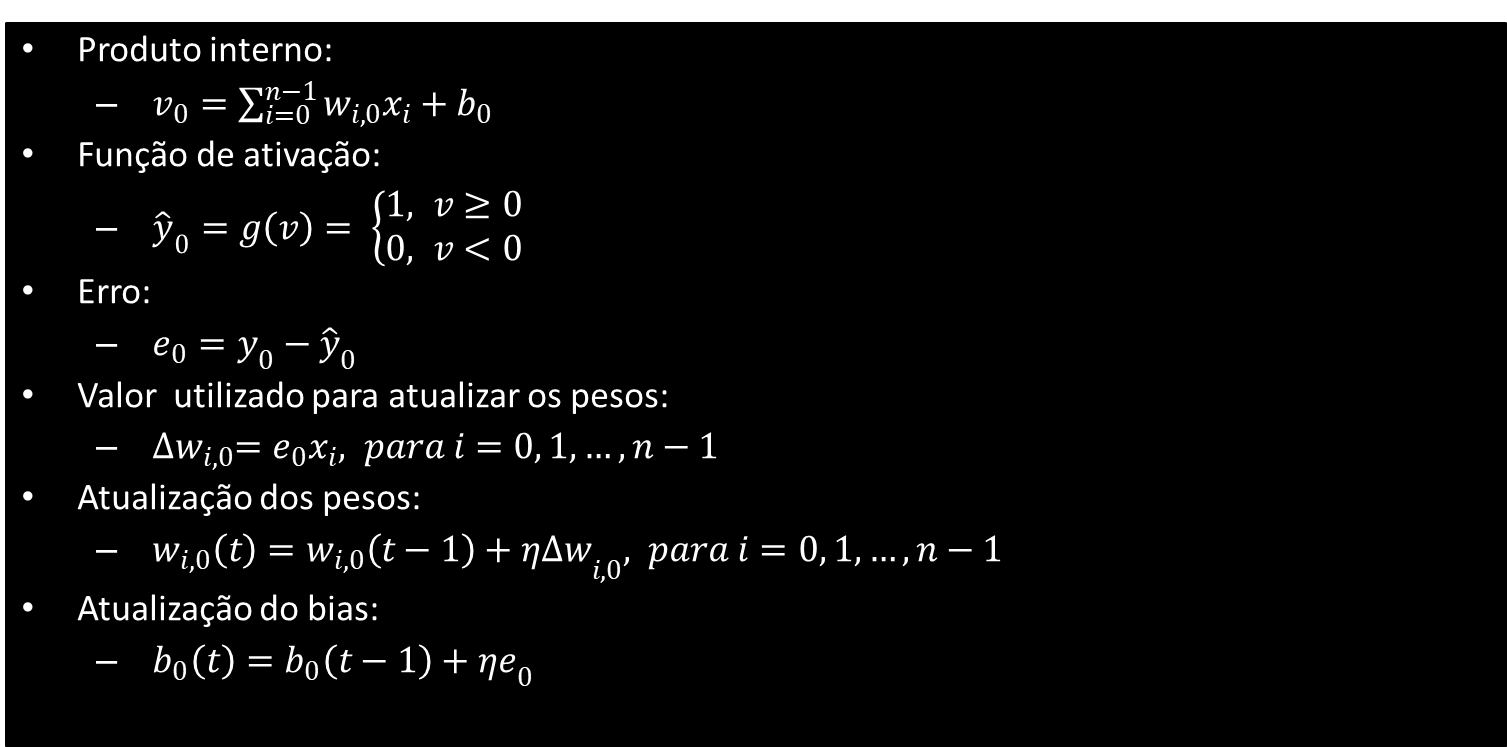 • Produto interno:
– v₀ = ∑ᵢ₌₀ⁿ⁻¹ wᵢ,₀xᵢ + b₀
• Função de ativação:
– ŷ₀ = g(v) = {1, v ≥ 0
0, v < 0
• Erro:
– e₀ = y₀ − ŷ₀
• Valor utilizado para atualizar os pesos:
– Δwᵢ,₀= e₀xᵢ, para i = 0, 1, … , n − 1
• Atualização dos pesos:
– wᵢ,₀(t) = wᵢ,₀(t − 1) + ηΔwᵢ,₀, para i = 0, 1, … , n − 1
• Atualização do bias:
– b₀(t) = b₀(t − 1) + ηe₀